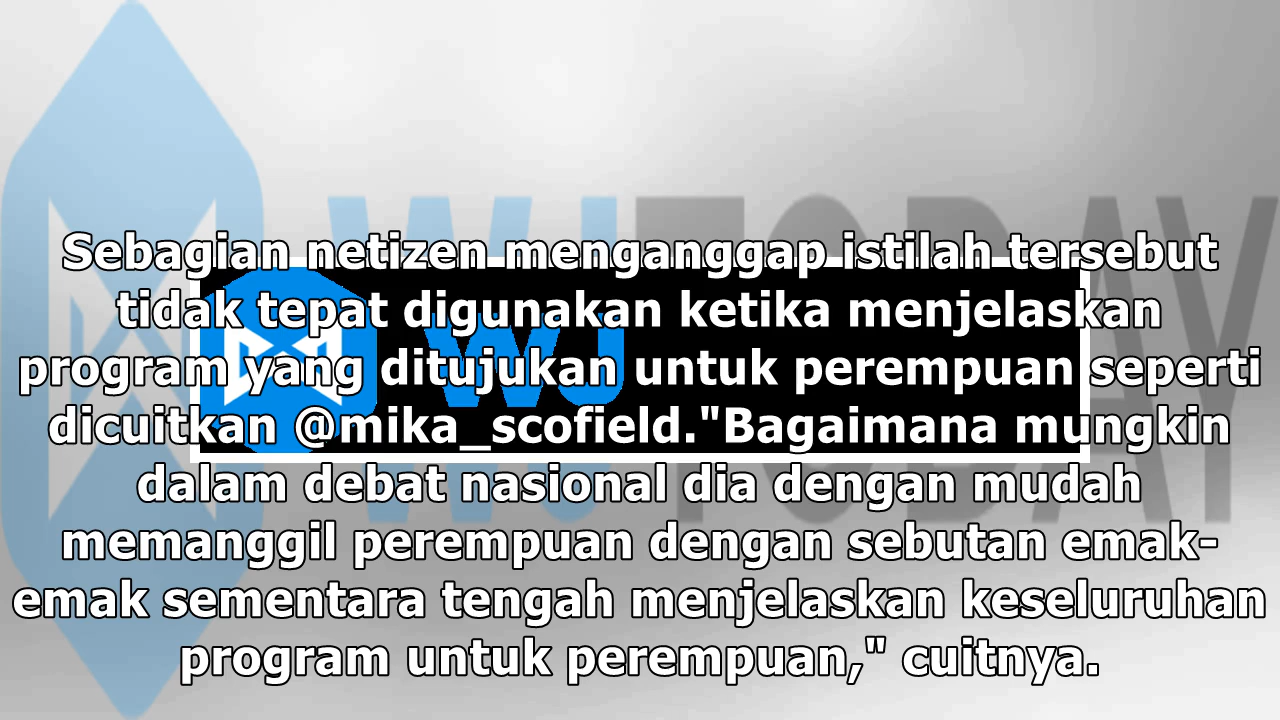 Sebagian netizen menganggap istilah tersebut
tidak tepat digunakan ketika menjelaskan
program yang ditujukan untuk perempuan seperti
dicuitkan @mika_scofield."Bagaimana mungkin
dalam debat nasional dia dengan mudah
memanggil perempuan dengan sebutan emak-
emak sementara tengah menjelaskan keseluruhan
program untuk perempuan," cuitnya.
WJTODAY
WJ